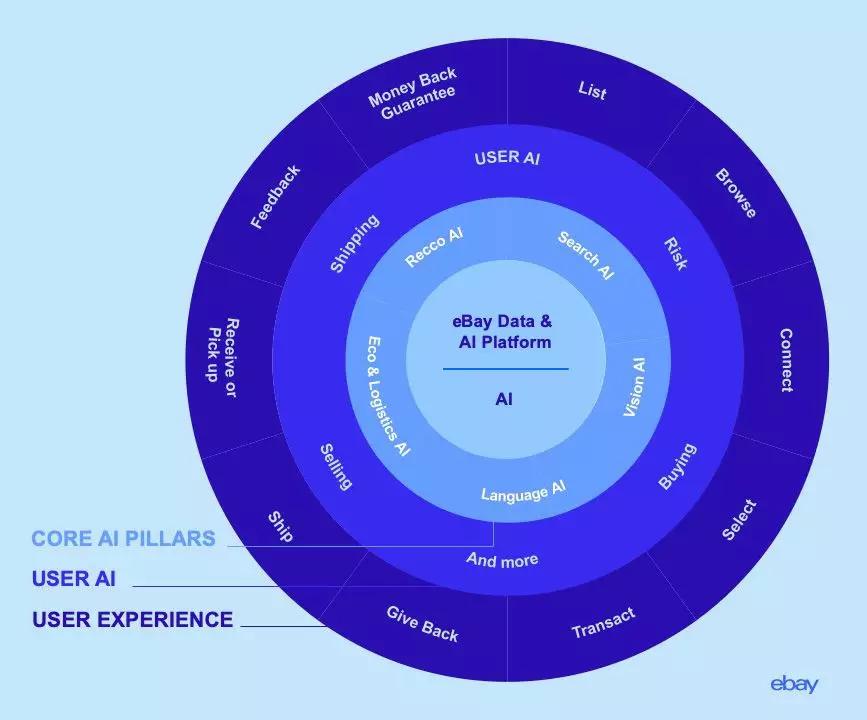 Money Back
Guarantee
List
Browse
Connect
Select
Transact
Give Back
Ship
Receive or
Pick up
Feedback
USER AI
Risk
Buying
And more
Selling
Shipping
Recco AI
Search AI
Vision AI
Language AI
Eco & Logistics AI
eBay Data &
AI Platform
AI
CORE AI PILLARS
USER AI
USER EXPERIENCE
ebay